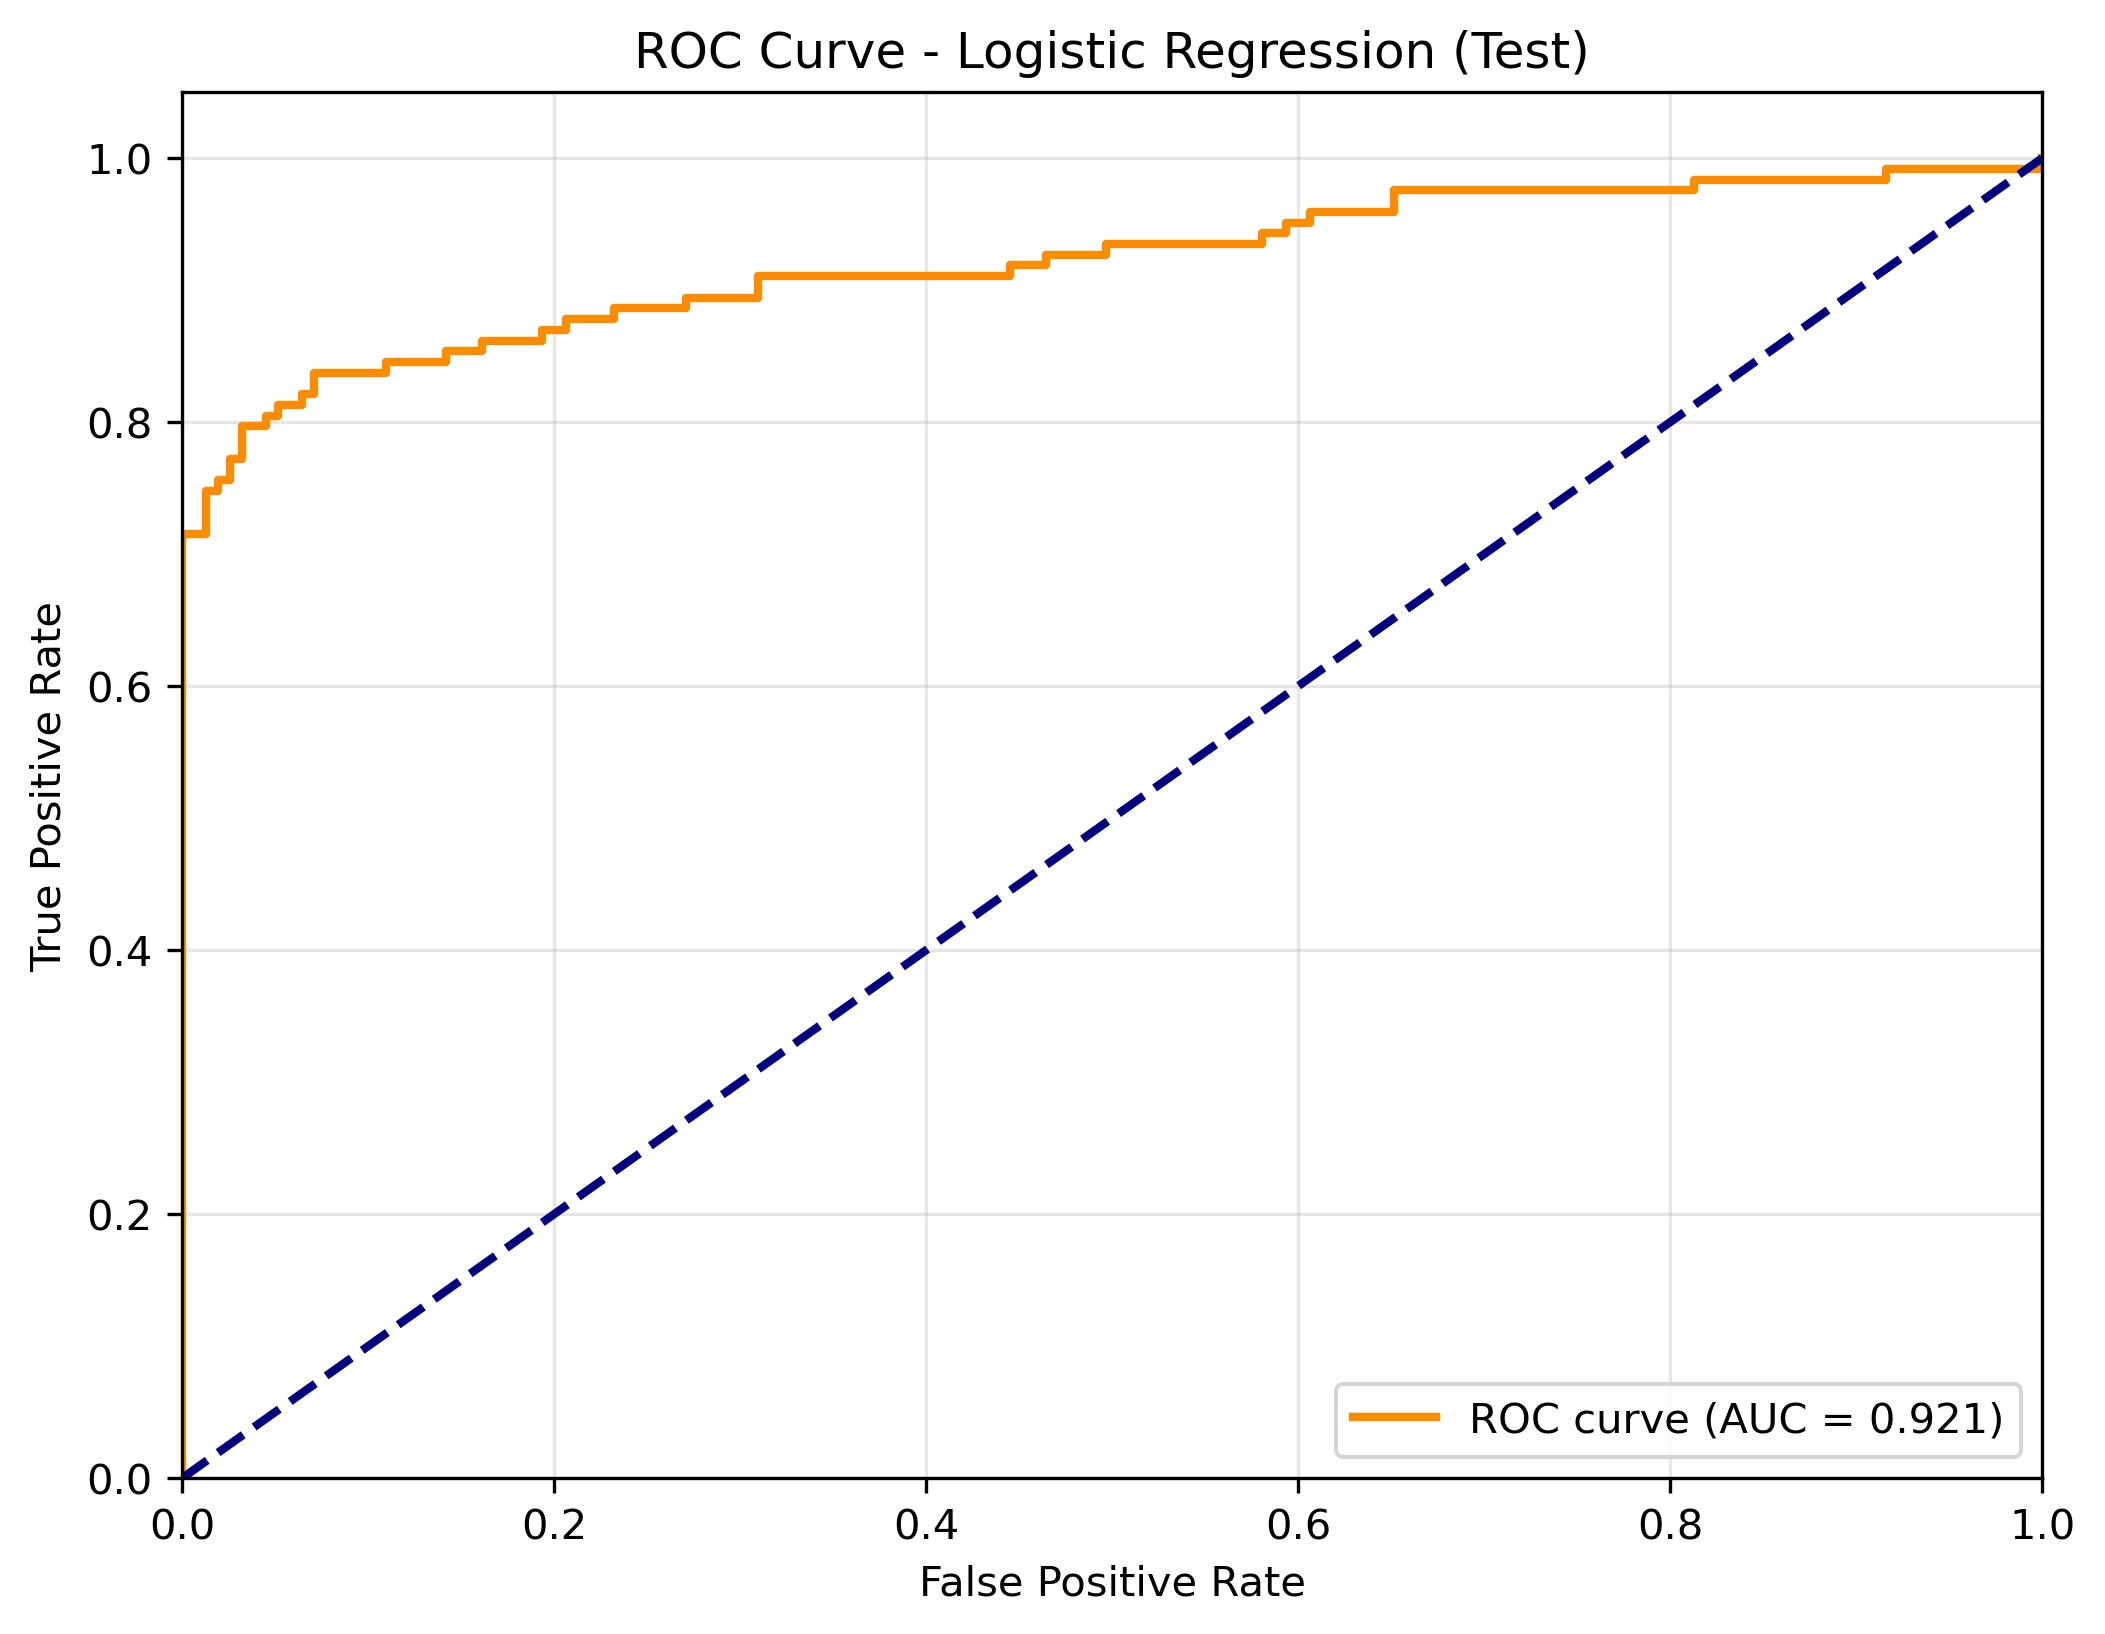 ROC Curve - Logistic Regression (Test)
1.0
0.8
0.6
0.4
0.2
0.0
True Positive Rate
0.0 0.2 0.4 0.6 0.8 1.0
False Positive Rate
ROC curve (AUC = 0.921)